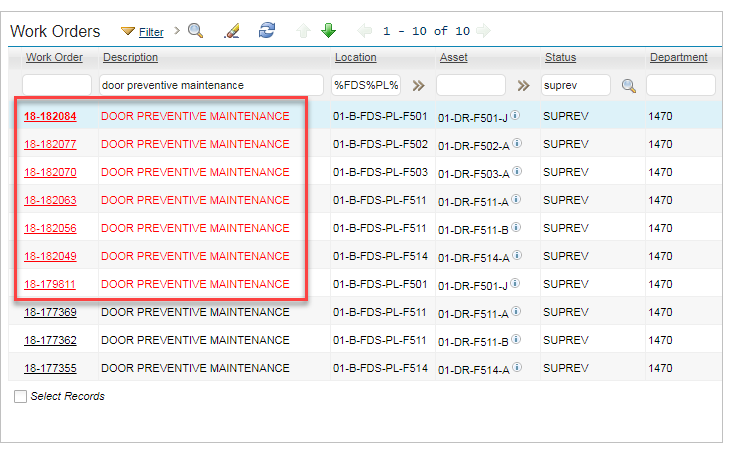 Work Orders Filter 1 - 10 of 10
Work Order Description Location Asset Status Department
door preventive maintenance %FDS%PL% suprev
18-182084 DOOR PREVENTIVE MAINTENANCE 01-B-FDS-PL-F501 01-DR-F501-J SUPREV 1470
18-182077 DOOR PREVENTIVE MAINTENANCE 01-B-FDS-PL-F502 01-DR-F502-A SUPREV 1470
18-182070 DOOR PREVENTIVE MAINTENANCE 01-B-FDS-PL-F503 01-DR-F503-A SUPREV 1470
18-182063 DOOR PREVENTIVE MAINTENANCE 01-B-FDS-PL-F511 01-DR-F511-A SUPREV 1470
18-182056 DOOR PREVENTIVE MAINTENANCE 01-B-FDS-PL-F511 01-DR-F511-B SUPREV 1470
18-182049 DOOR PREVENTIVE MAINTENANCE 01-B-FDS-PL-F514 01-DR-F514-A SUPREV 1470
18-179811 DOOR PREVENTIVE MAINTENANCE 01-B-FDS-PL-F501 01-DR-F501-J SUPREV 1470
18-177369 DOOR PREVENTIVE MAINTENANCE 01-B-FDS-PL-F511 01-DR-F511-A SUPREV 1470
18-177362 DOOR PREVENTIVE MAINTENANCE 01-B-FDS-PL-F511 01-DR-F511-B SUPREV 1470
18-177355 DOOR PREVENTIVE MAINTENANCE 01-B-FDS-PL-F514 01-DR-F514-A SUPREV 1470
Select Records